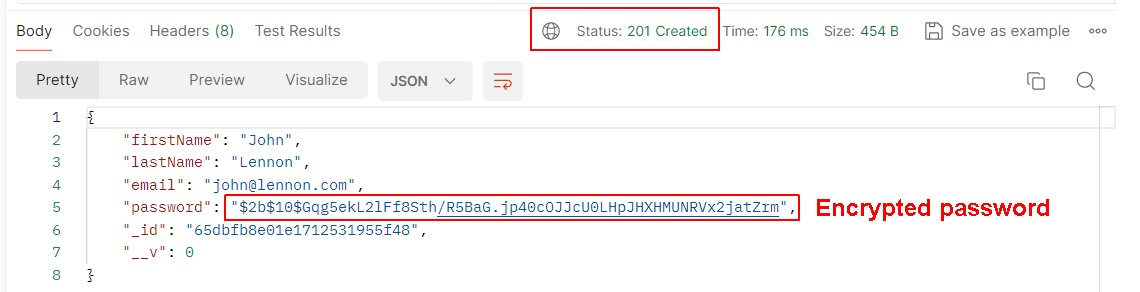 Body Cookies Headers (8) Test Results Status: 201 Created Time: 176 ms Size: 454 B Save as example
Pretty Raw Preview Visualize JSON
1 {
2 "firstName": "John",
3 "lastName": "Lennon",
4 "email": "john@lennon.com",
5 "password": "$2b$10$Gqg5ekL2lFf8Sth/R5BaG.jp40cOJJcU0LHpJHXHMUNRVx2jatZrm", Encrypted password
6 "_id": "65dbfb8e01e1712531955f48",
7 "__v": 0
8 }